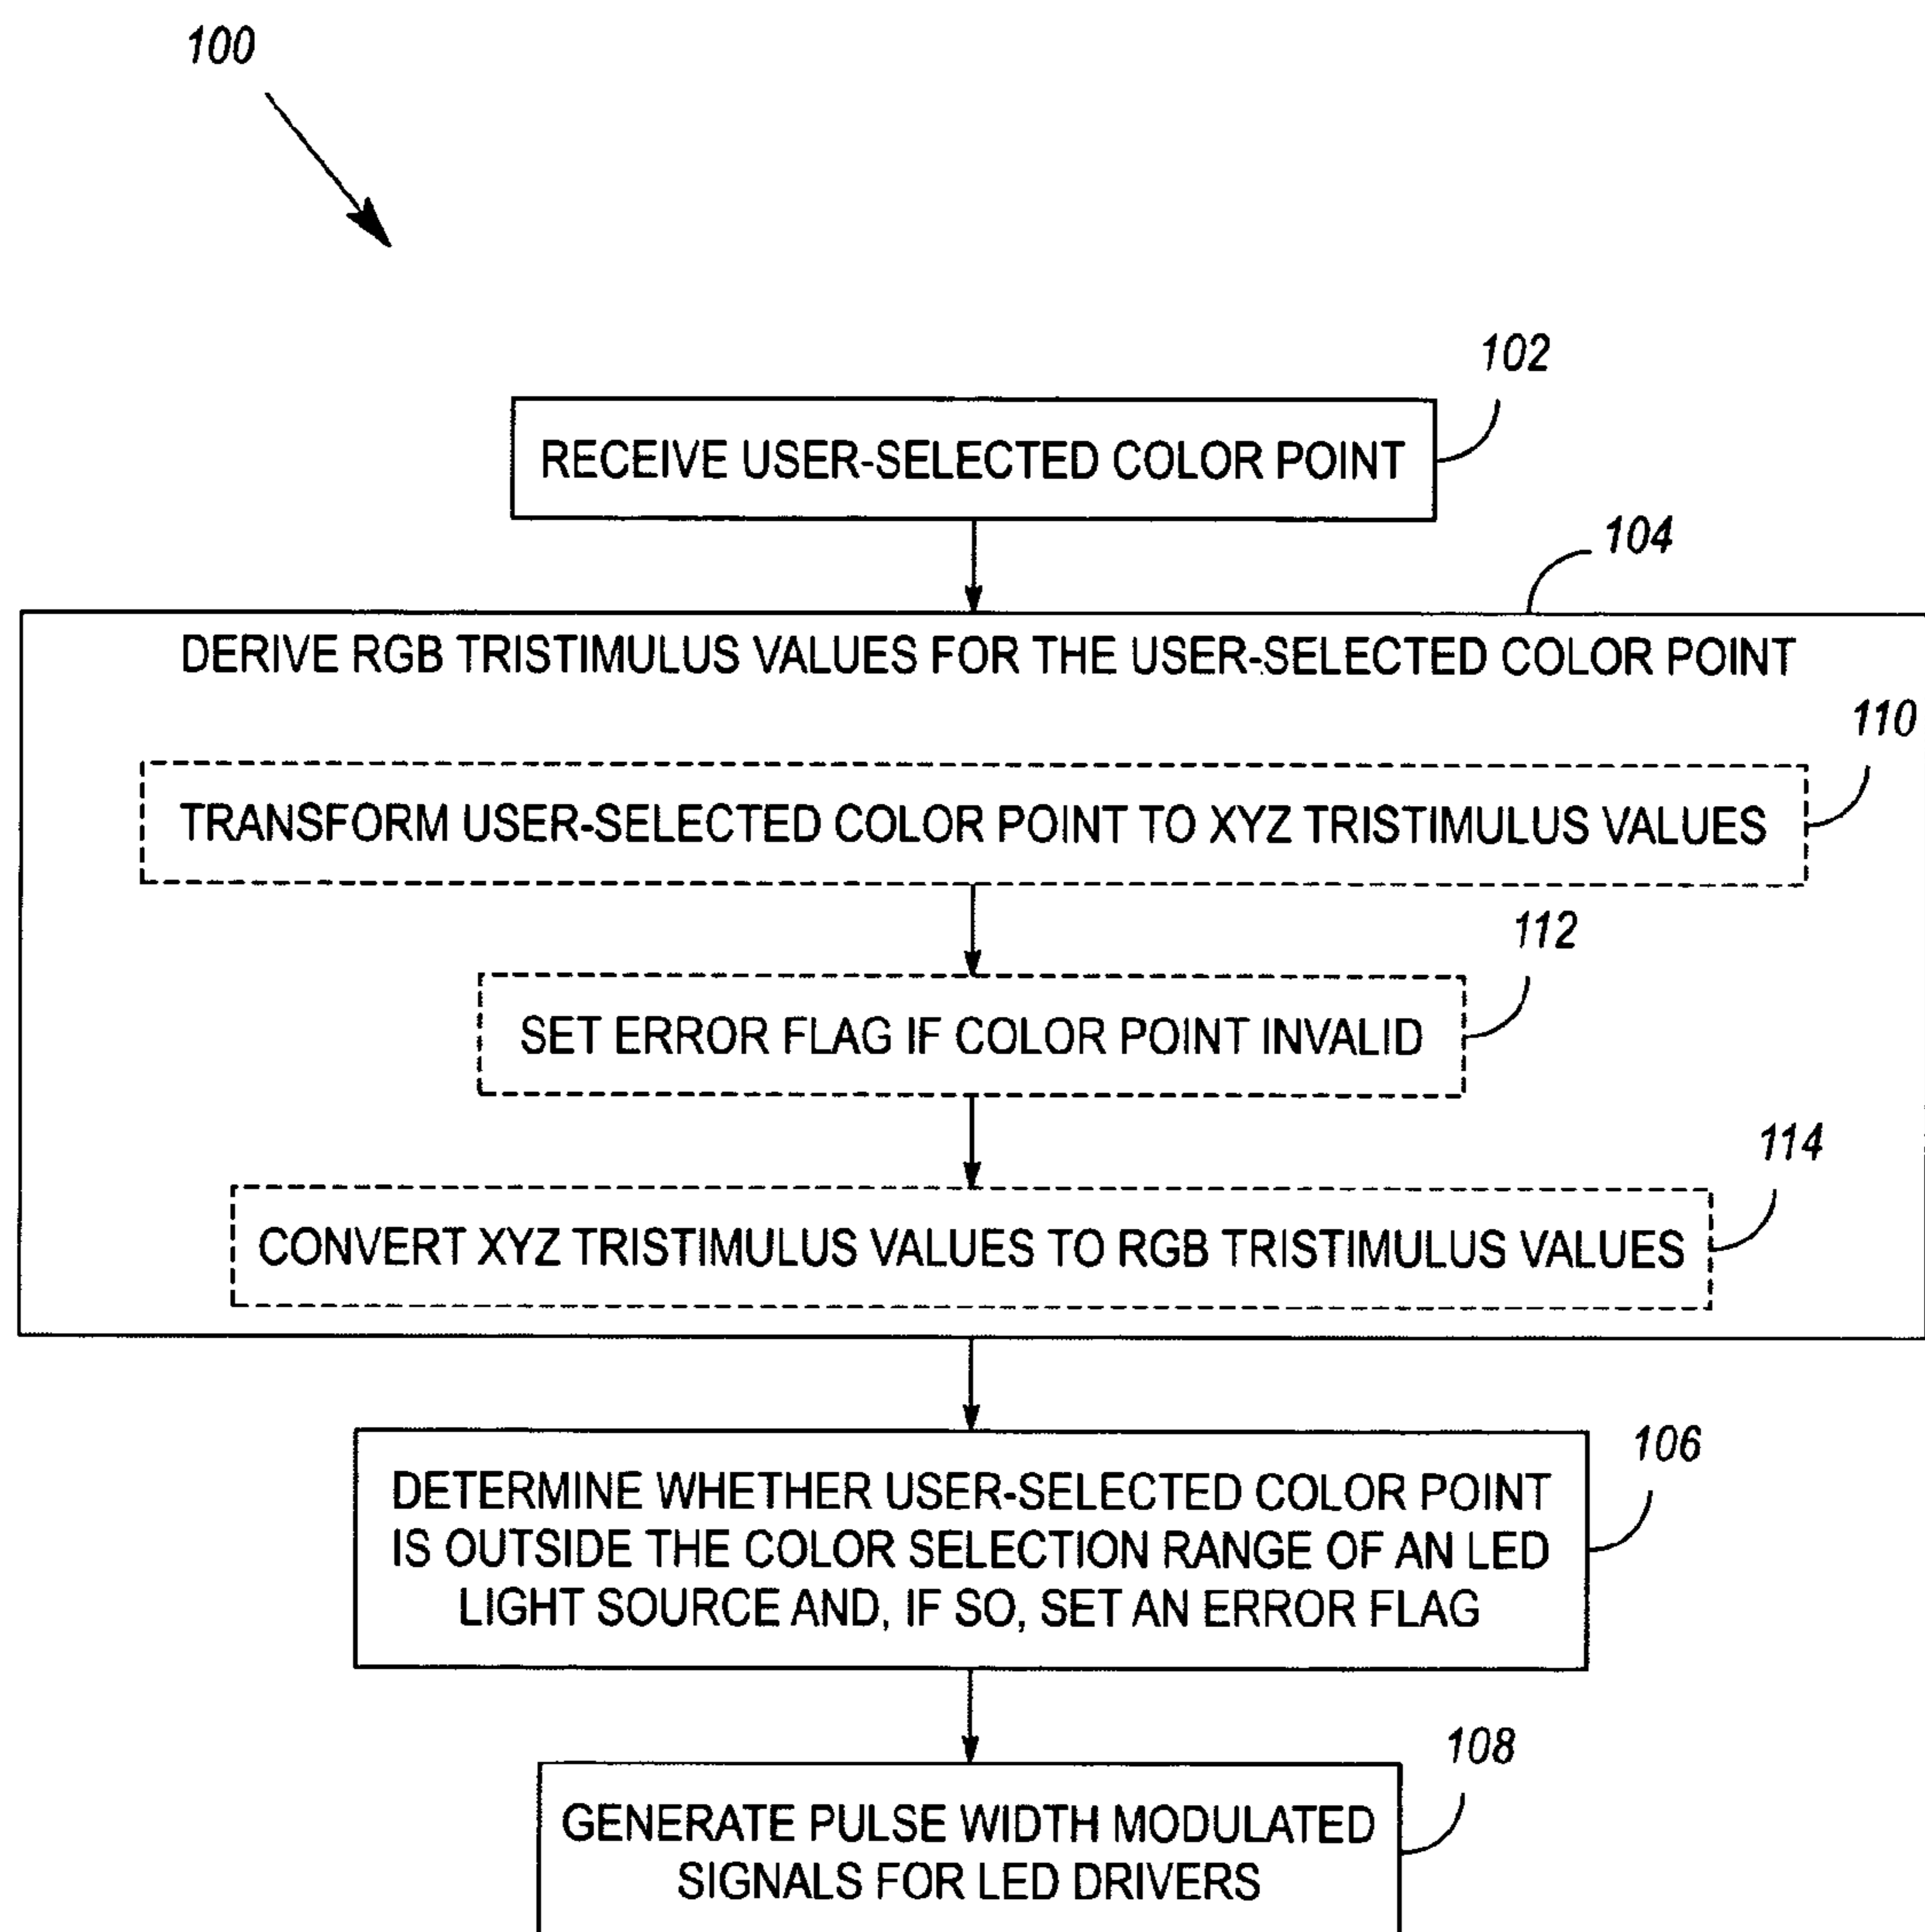 100
102
RECEIVE USER-SELECTED COLOR POINT
104
DERIVE RGB TRISTIMULUS VALUES FOR THE USER-SELECTED COLOR POINT
110
TRANSFORM USER-SELECTED COLOR POINT TO XYZ TRISTIMULUS VALUES
112
SET ERROR FLAG IF COLOR POINT INVALID
114
CONVERT XYZ TRISTIMULUS VALUES TO RGB TRISTIMULUS VALUES
106
DETERMINE WHETHER USER-SELECTED COLOR POINT
IS OUTSIDE THE COLOR SELECTION RANGE OF AN LED
LIGHT SOURCE AND, IF SO, SET AN ERROR FLAG
108
GENERATE PULSE WIDTH MODULATED
SIGNALS FOR LED DRIVERS